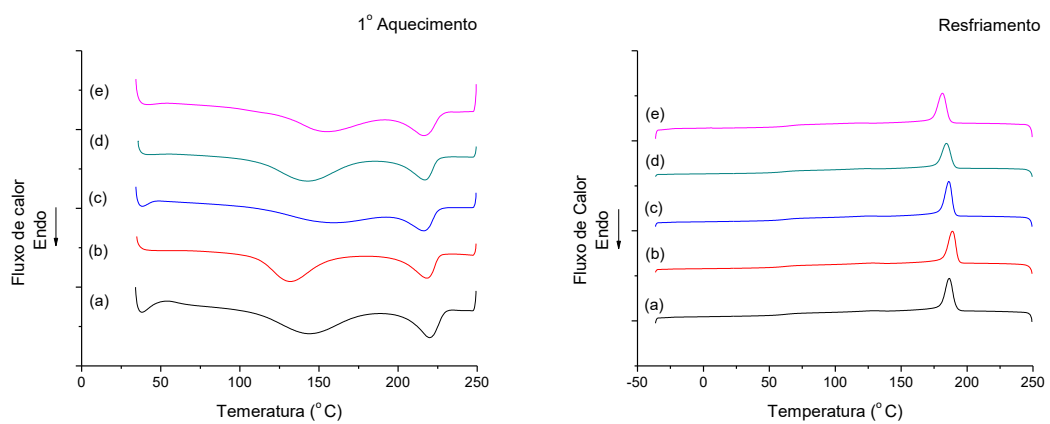 1° Aquecimento
Fluxo de calor
Endo
(e)
(d)
(c)
(b)
(a)
0 50 100 150 200 250
Temeratura (°C)
Resfriamento
Fluxo de Calor
Endo
(e)
(d)
(c)
(b)
(a)
-50 0 50 100 150 200 250
Temperatura (°C)